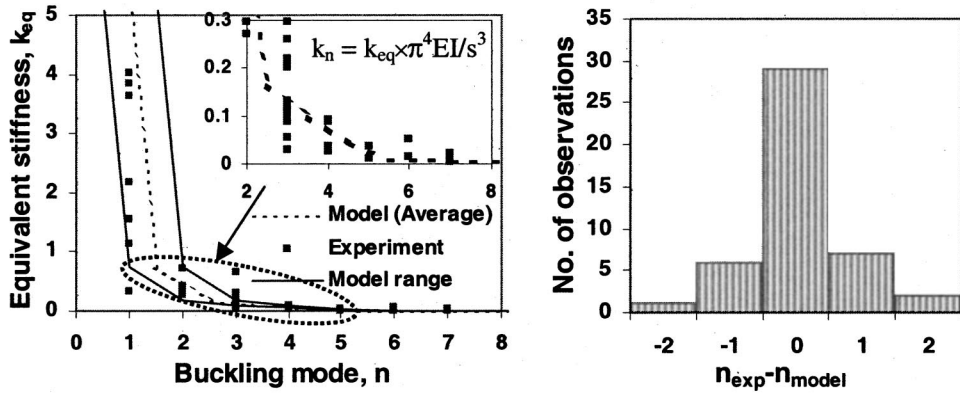 Equivalent stiffness, k_eq
5
4
3
2
1
0
0 1 2 3 4 5 6 7 8
Buckling mode, n
0.3
0.2
0.1
0
2 4 6 8
k_n = k_eq×π⁴EI/s³
Model (Average)
Experiment
Model range
No. of observations
35
30
25
20
15
10
5
0
-2 -1 0 1 2
n_exp-n_model